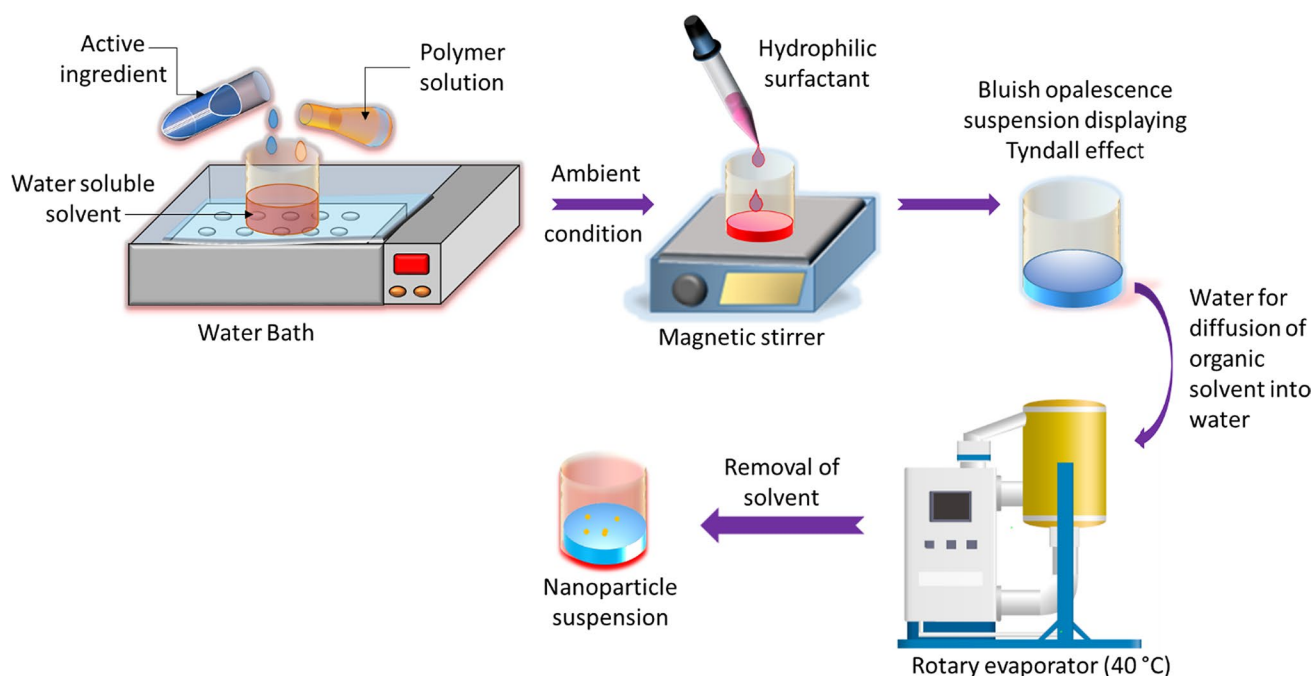 Active
ingredient
Polymer
solution
Water soluble
solvent
Water Bath
Ambient
condition
Hydrophilic
surfactant
Magnetic stirrer
Bluish opalescence
suspension displaying
Tyndall effect
Water for
diffusion of
organic
solvent into
water
Rotary evaporator (40 °C)
Removal of
solvent
Nanoparticle
suspension